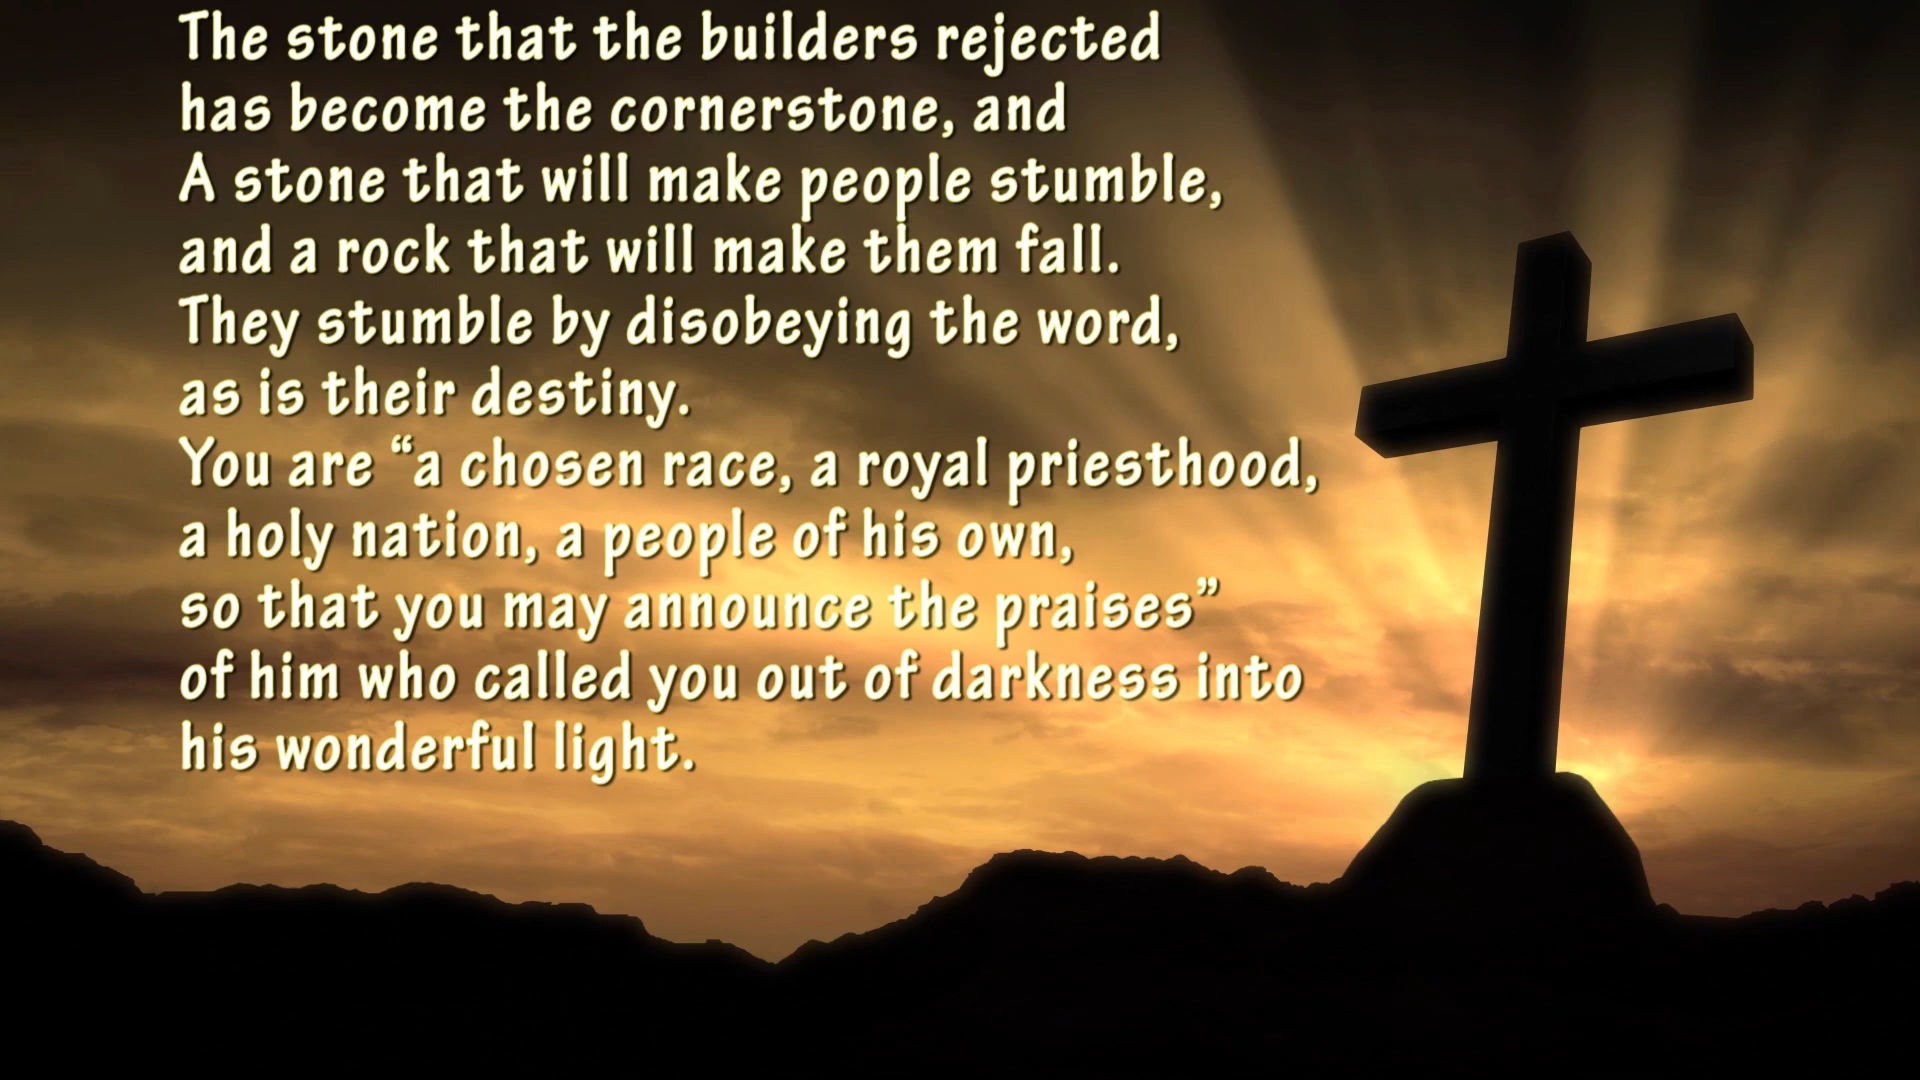 The stone that the builders rejected
has become the cornerstone, and
A stone that will make people stumble,
and a rock that will make them fall.
They stumble by disobeying the word,
as is their destiny.
You are “a chosen race, a royal priesthood,
a holy nation, a people of his own,
so that you may announce the praises”
of him who called you out of darkness into
his wonderful light.